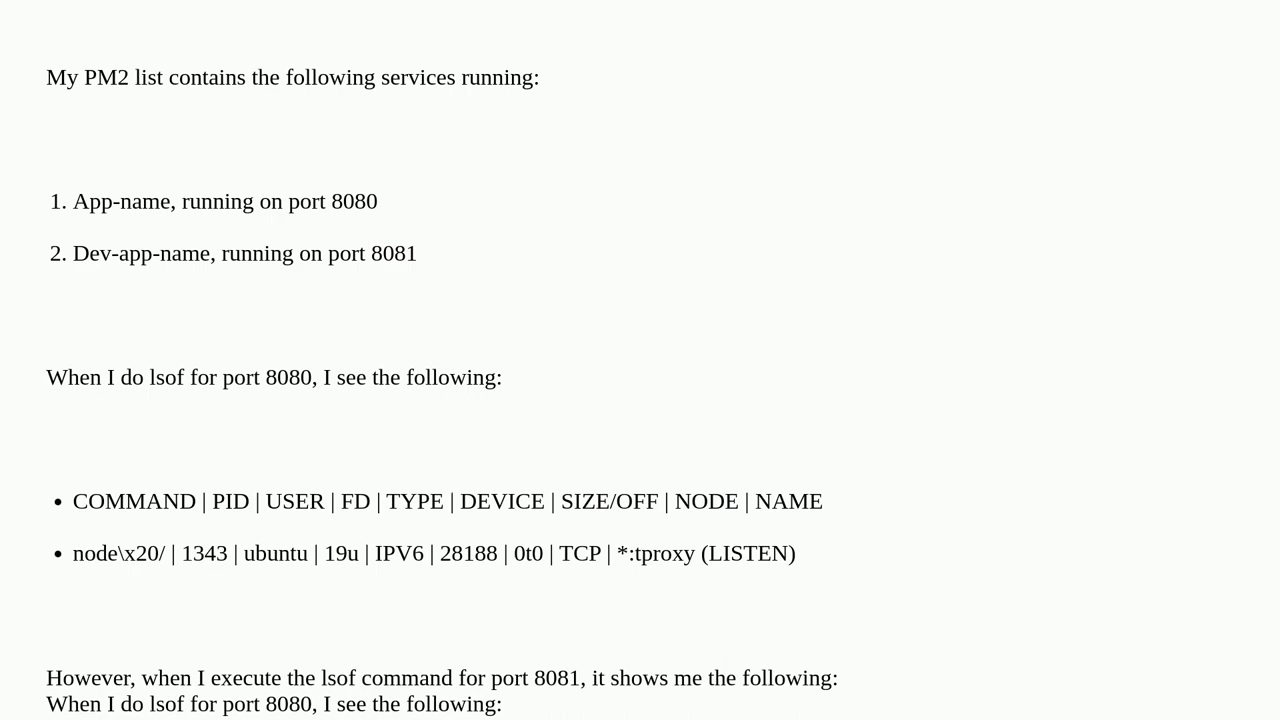 My PM2 list contains the following services running:
1. App-name, running on port 8080
2. Dev-app-name, running on port 8081
When I do lsof for port 8080, I see the following:
• COMMAND | PID | USER | FD | TYPE | DEVICE | SIZE/OFF | NODE | NAME
• node\x20/ | 1343 | ubuntu | 19u | IPV6 | 28188 | 0t0 | TCP | *:tproxy (LISTEN)
However, when I execute the lsof command for port 8081, it shows me the following:
When I do lsof for port 8080, I see the following: